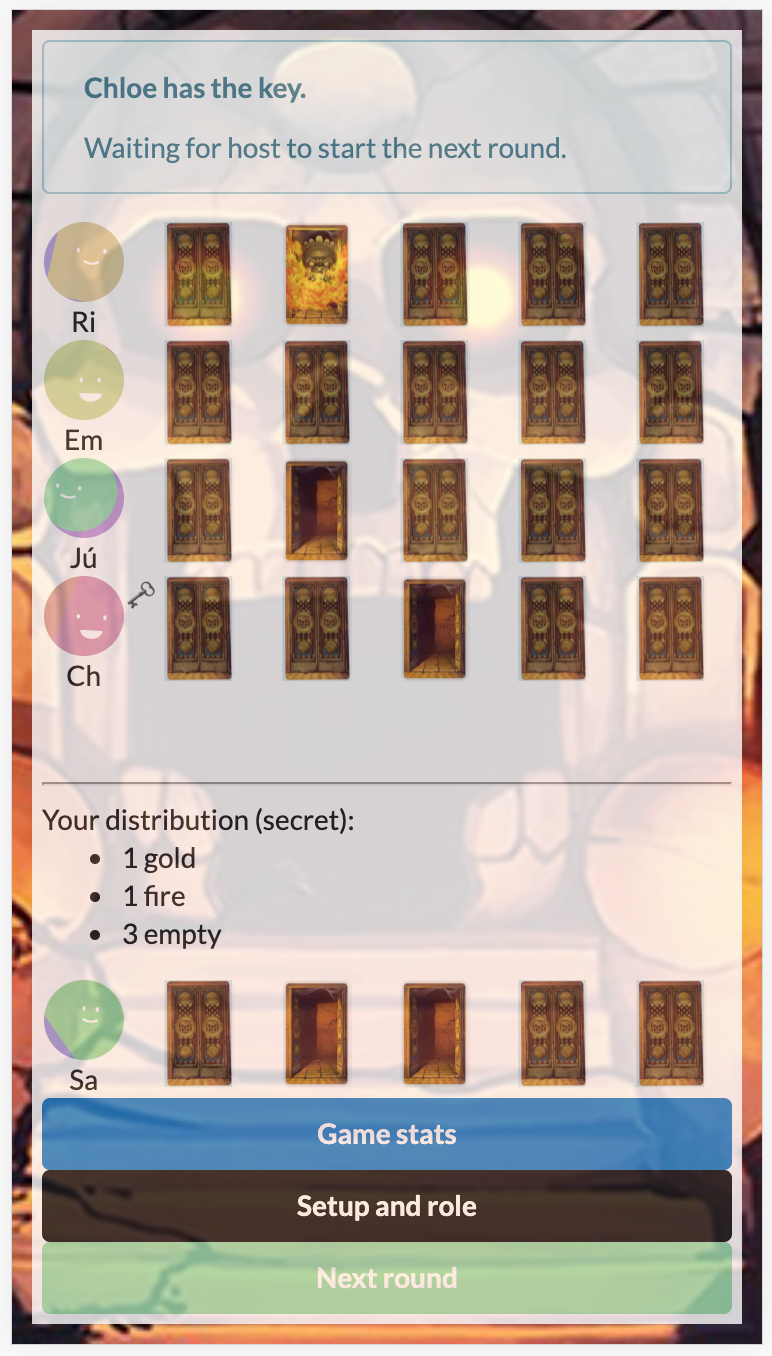 Chloe has the key.
Waiting for host to start the next round.
Ri
Em
Jú
Ch
Your distribution (secret):
1 gold
1 fire
3 empty
Sa
Game stats
Setup and role
Next round